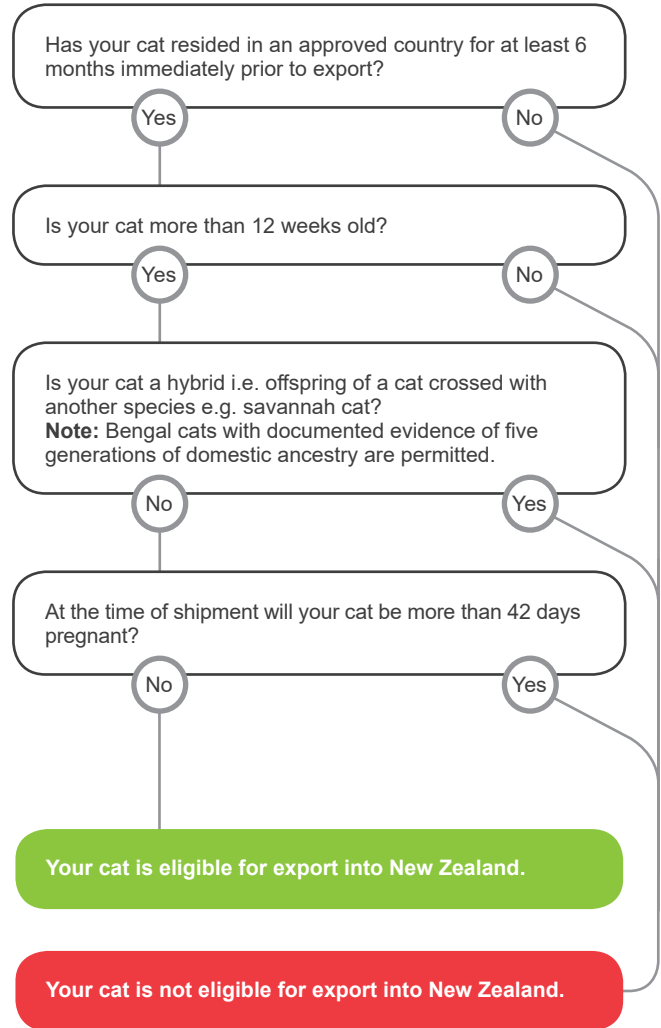 Has your cat resided in an approved country for at least 6
months immediately prior to export?
Yes
No
Is your cat more than 12 weeks old?
Yes
No
Is your cat a hybrid i.e. offspring of a cat crossed with
another species e.g. savannah cat?
Note: Bengal cats with documented evidence of five
generations of domestic ancestry are permitted.
No
Yes
At the time of shipment will your cat be more than 42 days
pregnant?
No
Yes
Your cat is eligible for export into New Zealand.
Your cat is not eligible for export into New Zealand.